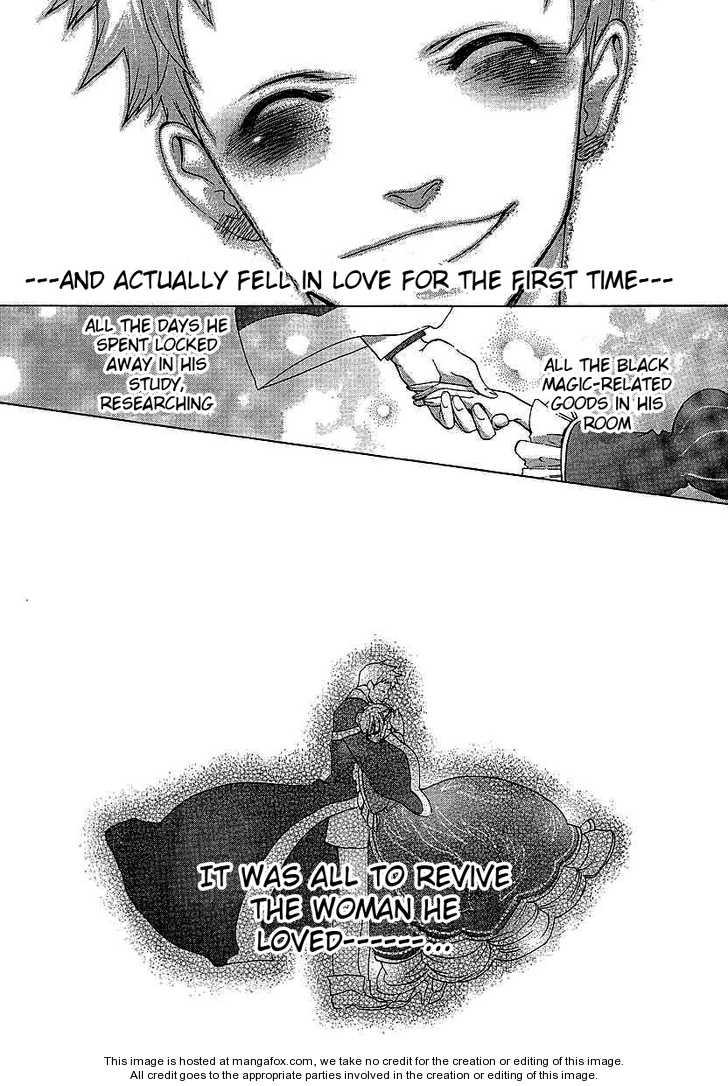 ---AND ACTUALLY FELL IN LOVE FOR THE FIRST TIME---
ALL THE DAYS HE
SPENT LOCKED
AWAY IN HIS
STUDY,
RESEARCHING
ALL THE BLACK
MAGIC-RELATED
GOODS IN HIS
ROOM
IT WAS ALL TO REVIVE
THE WOMAN HE
LOVED------...
This image is hosted at mangafox.com, we take no credit for the creation or editing of this image.
All credit goes to the appropriate parties involved in the creation or editing of this image.